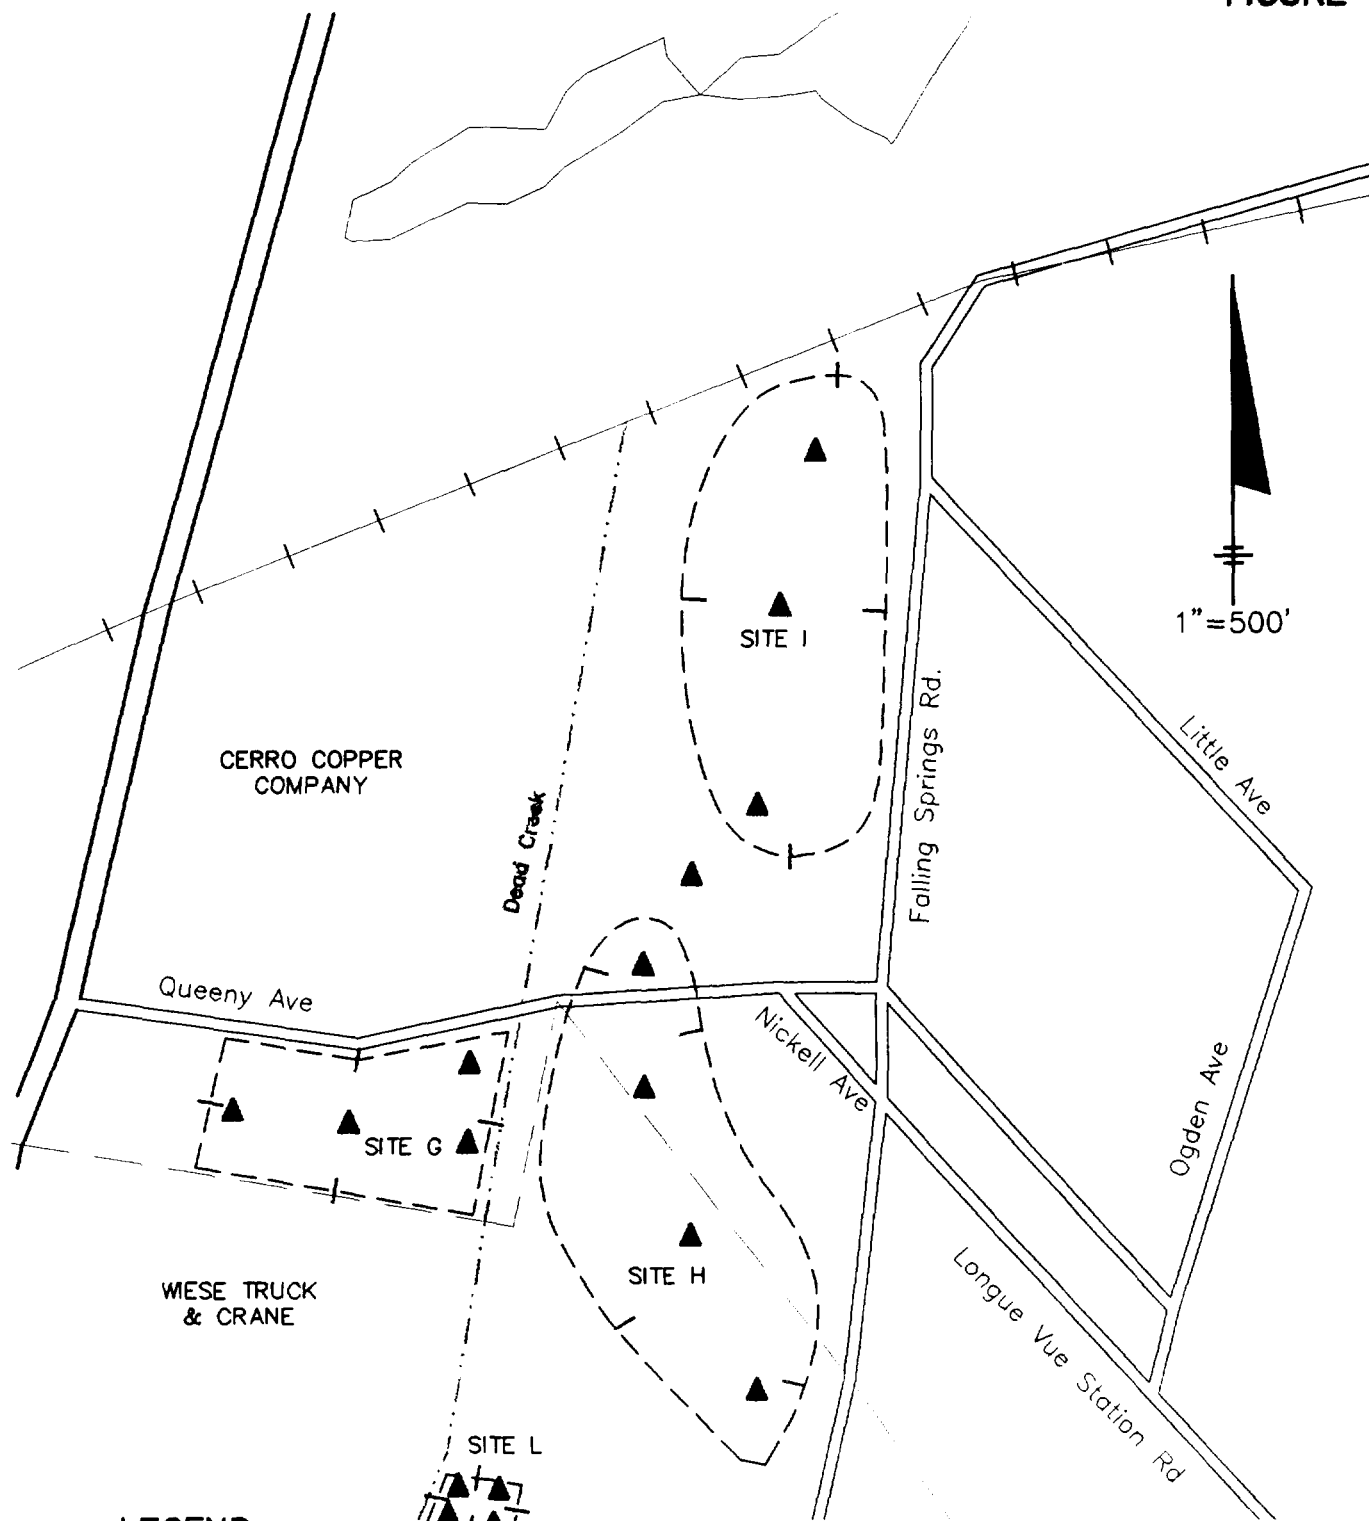 SITE I
1"=500'
Little Ave
Falling Springs Rd.
CERRO COPPER
COMPANY
Dead Creek
Queeny Ave
Nickell Ave
Ogden Ave
SITE G
SITE H
Longue Vue Station Rd
WIESE TRUCK
& CRANE
SITE L
LEGEND